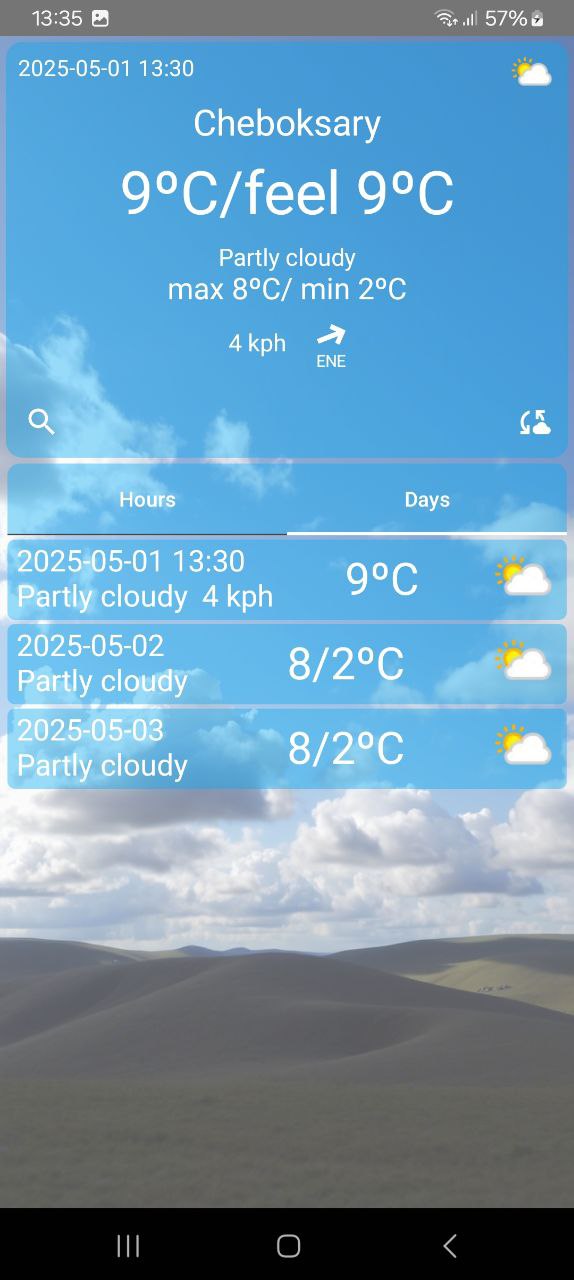 13:35 57%
2025-05-01 13:30
Cheboksary
9ºC/feel 9ºC
Partly cloudy
max 8ºC/ min 2ºC
4 kph
ENE
Hours Days
2025-05-01 13:30
Partly cloudy 4 kph 9ºC
2025-05-02
Partly cloudy 8/2ºC
2025-05-03
Partly cloudy 8/2ºC